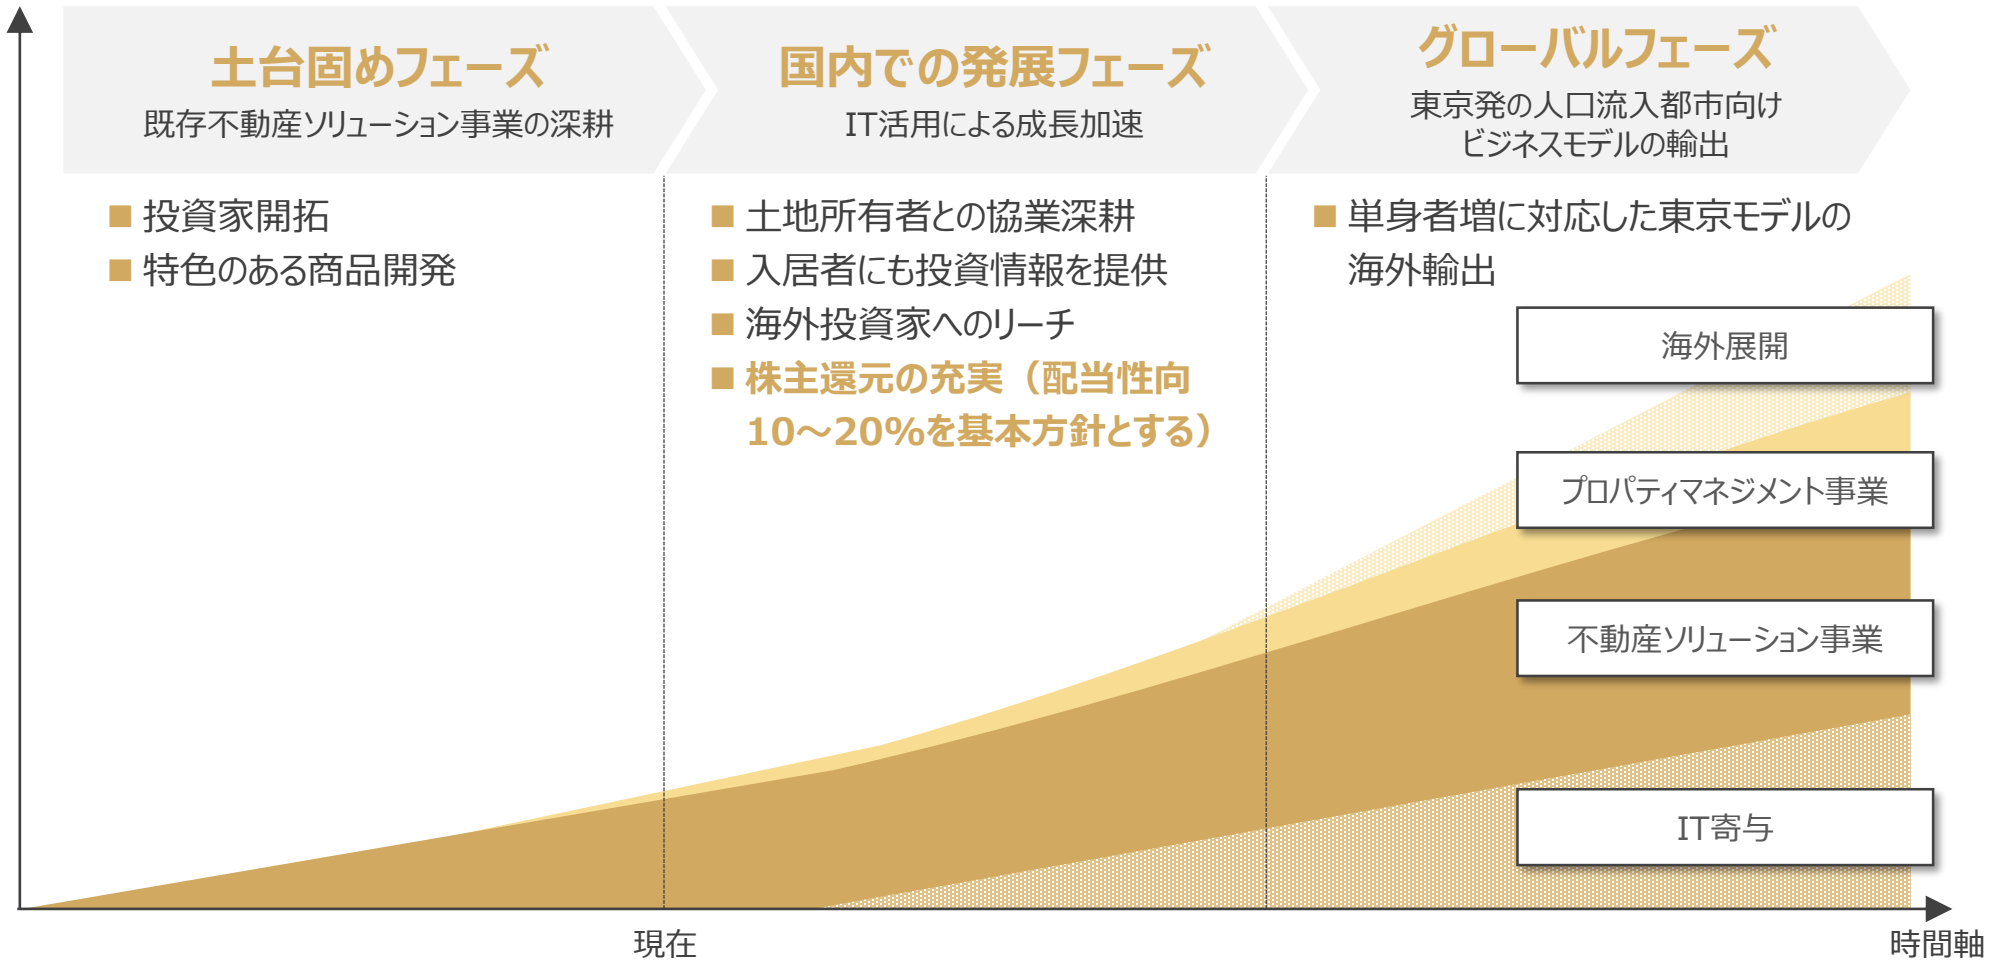 土台固めフェーズ
既存不動産ソリューション事業の深耕
国内での発展フェーズ
IT活用による成長加速
グローバルフェーズ
東京発の人口流入都市向け
ビジネスモデルの輸出
■ 投資家開拓
■ 特色のある商品開発
■ 土地所有者との協業深耕
■ 入居者にも投資情報を提供
■ 海外投資家へのリーチ
■ 株主還元の充実（配当性向
10～20%を基本方針とする）
■ 単身者増に対応した東京モデルの
海外輸出
海外展開
プロパティマネジメント事業
不動産ソリューション事業
IT寄与
現在
時間軸